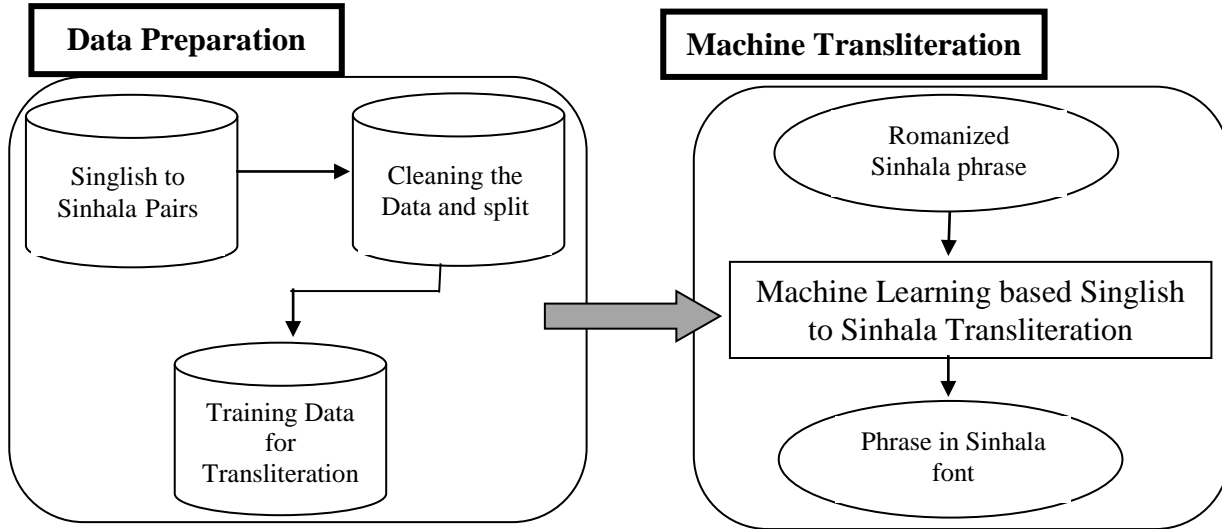 Data Preparation
Singlish to
Sinhala Pairs
Cleaning the
Data and split
Training Data
for
Transliteration
Machine Transliteration
Romanized
Sinhala phrase
Machine Learning based Singlish
to Sinhala Transliteration
Phrase in Sinhala
font